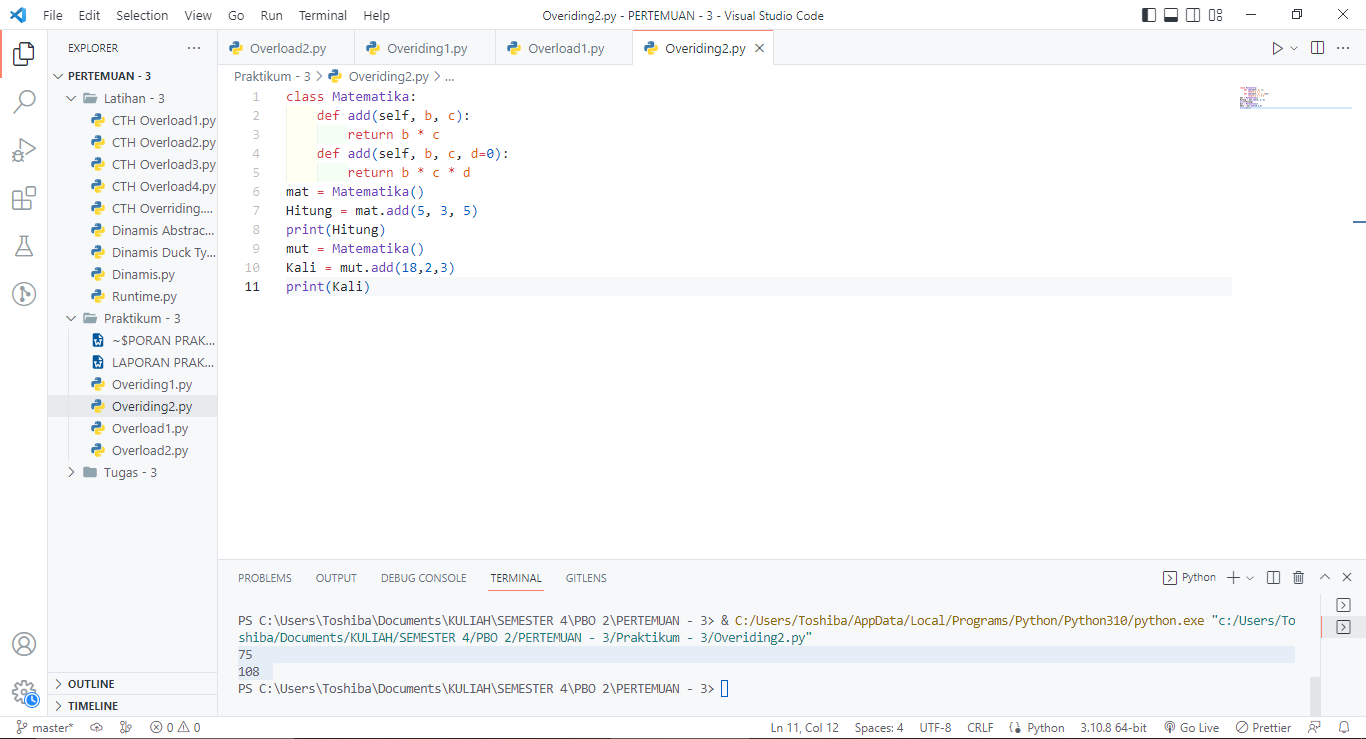 File Edit Selection View Go Run Terminal Help Overiding2.py - PERTEMUAN - 3 - Visual Studio Code
EXPLORER
PERTEMUAN - 3
Latihan - 3
CTH Overload1.py
CTH Overload2.py
CTH Overload3.py
CTH Overload4.py
CTH Overriding....
Dinamis Abstrac...
Dinamis Duck Ty...
Dinamis.py
Runtime.py
Praktikum - 3
~$PORAN PRAK...
LAPORAN PRAK...
Overiding1.py
Overiding2.py
Overload1.py
Overload2.py
Tugas - 3
OUTLINE
TIMELINE
Overload2.py Overiding1.py Overload1.py Overiding2.py
Praktikum - 3 > Overiding2.py > ...
1 class Matematika:
2 def add(self, b, c):
3 return b * c
4 def add(self, b, c, d=0):
5 return b * c * d
6 mat = Matematika()
7 Hitung = mat.add(5, 3, 5)
8 print(Hitung)
9 mut = Matematika()
10 Kali = mut.add(18,2,3)
11 print(Kali)
PROBLEMS OUTPUT DEBUG CONSOLE TERMINAL GITLENS Python
PS C:\Users\Toshiba\Documents\KULIAH\SEMESTER 4\PBO 2\PERTEMUAN - 3> & C:/Users/Toshiba/AppData/Local/Programs/Python/Python310/python.exe "c:/Users/To
shiba/Documents/KULIAH/SEMESTER 4/PBO 2/PERTEMUAN - 3/Praktikum - 3/Overiding2.py"
75
108
PS C:\Users\Toshiba\Documents\KULIAH\SEMESTER 4\PBO 2\PERTEMUAN - 3>
master* 0 0 Ln 11, Col 12 Spaces: 4 UTF-8 CRLF Python 3.10.8 64-bit Go Live Prettier